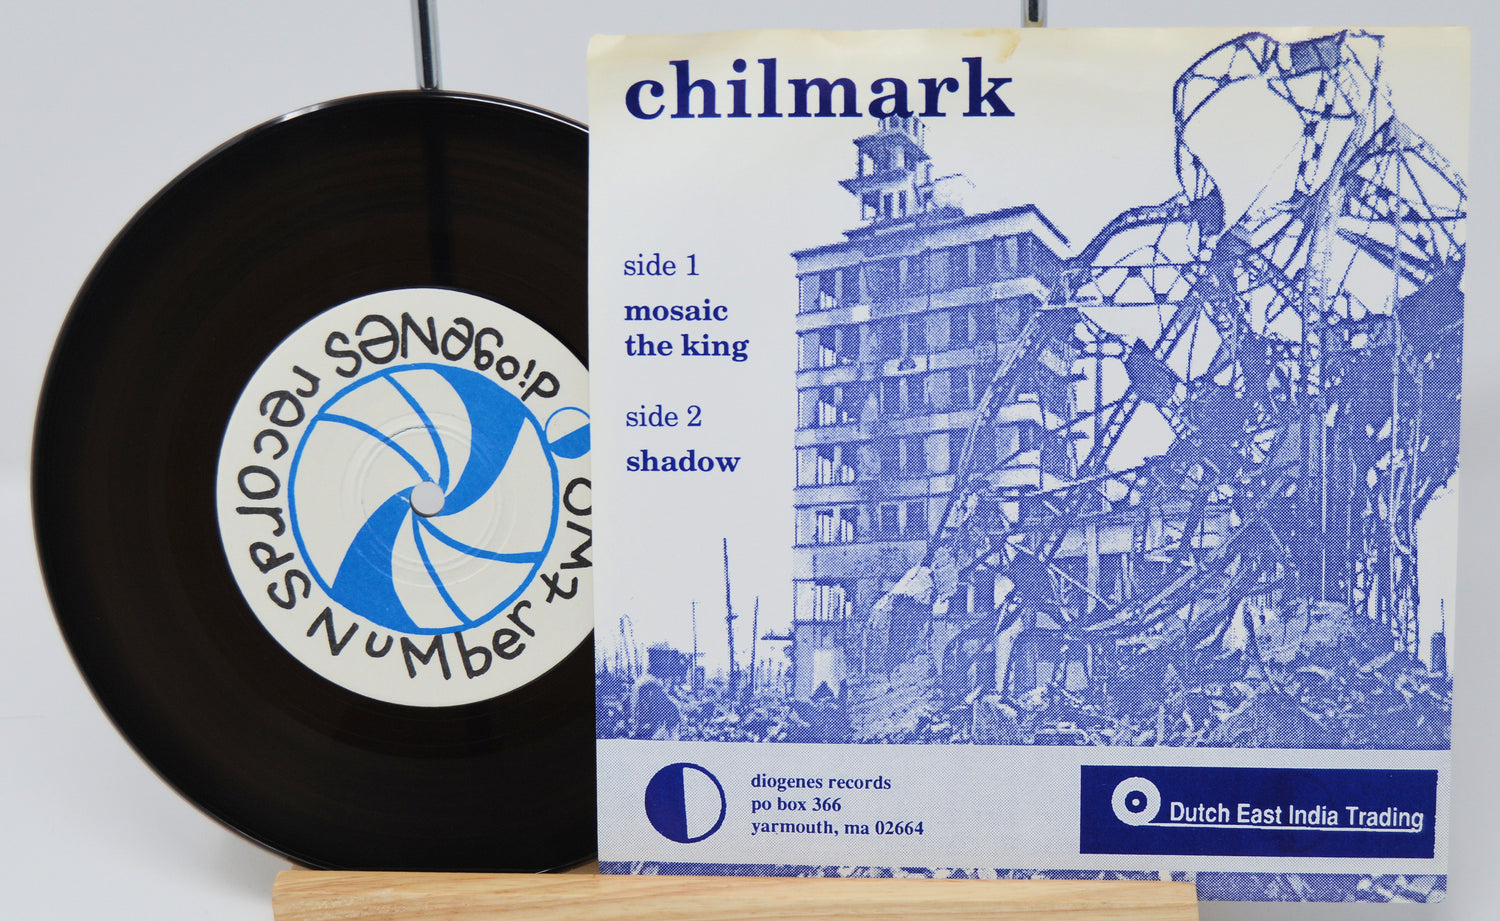 diogeNes recorDs Number two
chilmark
side 1
mosaic
the king
side 2
shadow
diogenes records
po box 366
yarmouth, ma 02664
Dutch East India Trading